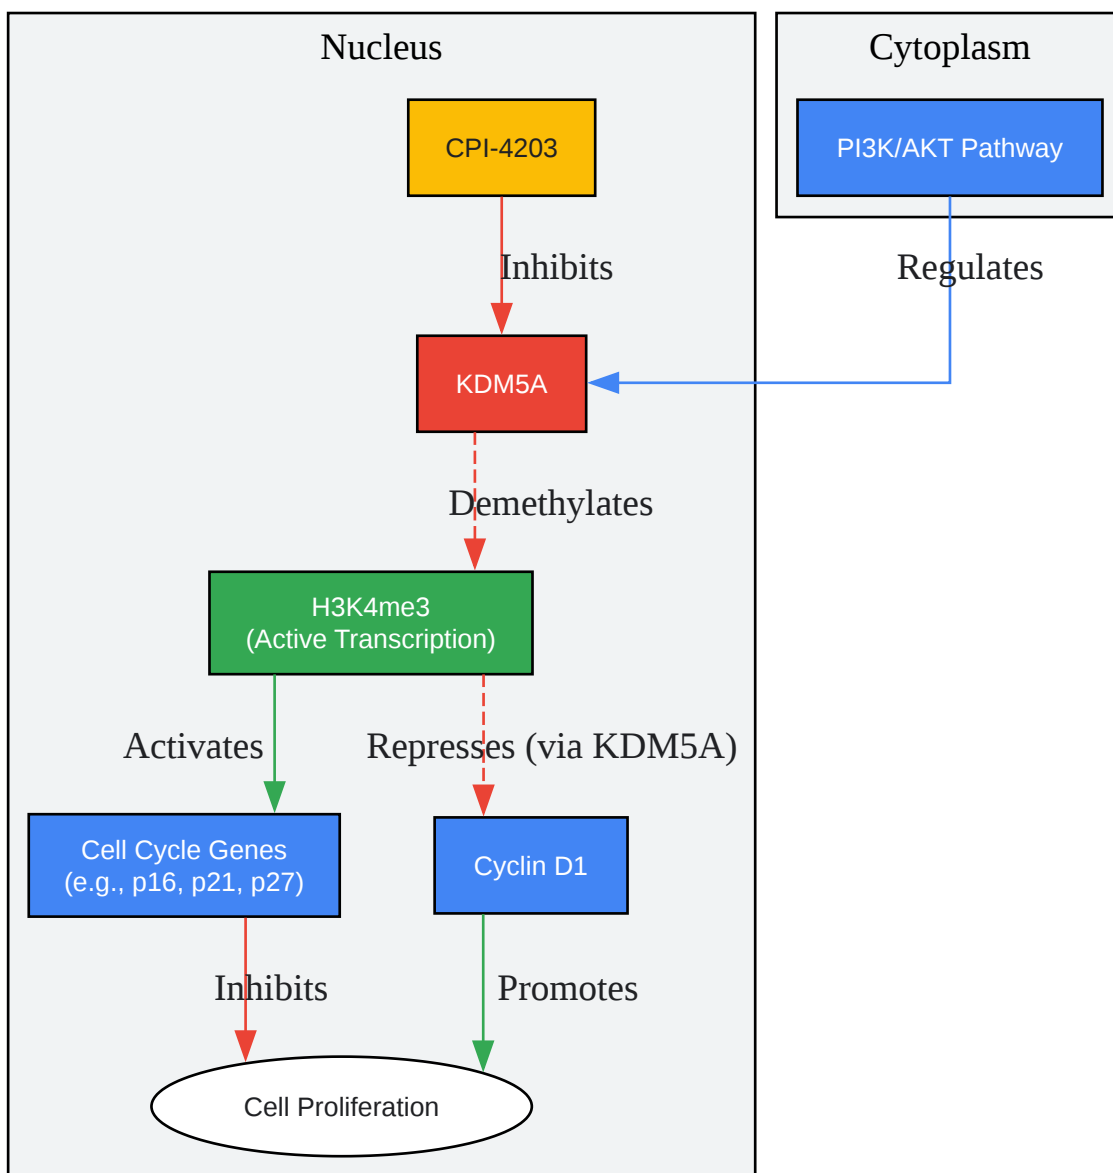 Nucleus
Cytoplasm
CPI-4203
PI3K/AKT Pathway
Inhibits
Regulates
KDM5A
Demethylates
H3K4me3
(Active Transcription)
Activates
Represses (via KDM5A)
Cell Cycle Genes
(e.g., p16, p21, p27)
Cyclin D1
Inhibits
Promotes
Cell Proliferation